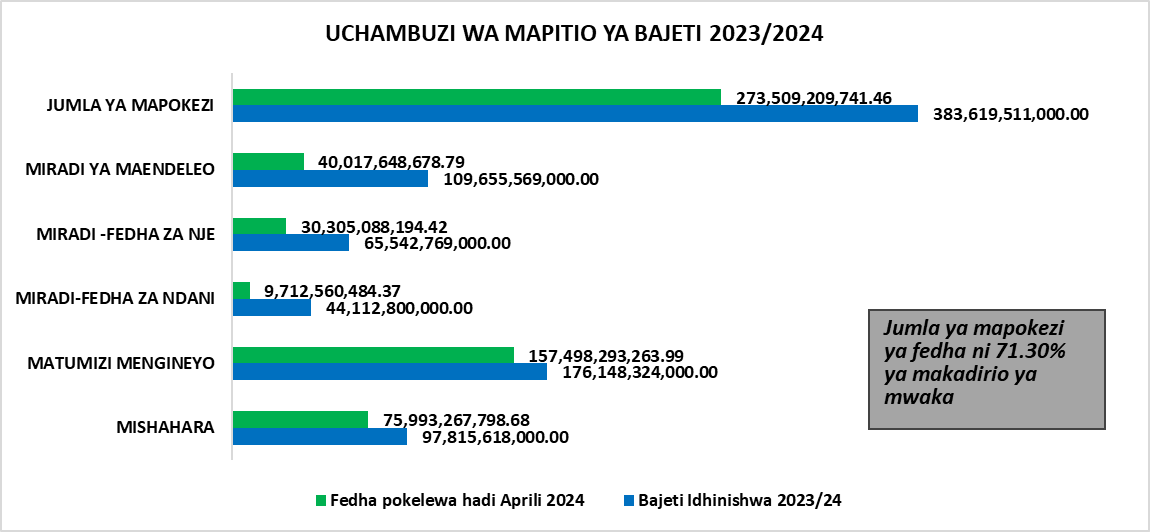 UCHAMBUZI WA MAPITIO YA BAJETI 2023/2024
JUMLA YA MAPOKEZI
273,509,209,741.46
383,619,511,000.00
MIRADI YA MAENDELEO
40,017,648,678.79
109,655,569,000.00
MIRADI -FEDHA ZA NJE
30,305,088,194.42
65,542,769,000.00
MIRADI-FEDHA ZA NDANI
9,712,560,484.37
44,112,800,000.00
MATUMIZI MENGINEYO
157,498,293,263.99
176,148,324,000.00
MISHAHARA
75,993,267,798.68
97,815,618,000.00
Jumla ya mapokezi
ya fedha ni 71.30%
ya makadirio ya
mwaka
Fedha pokelewa hadi Aprili 2024
Bajeti Idhinishwa 2023/24